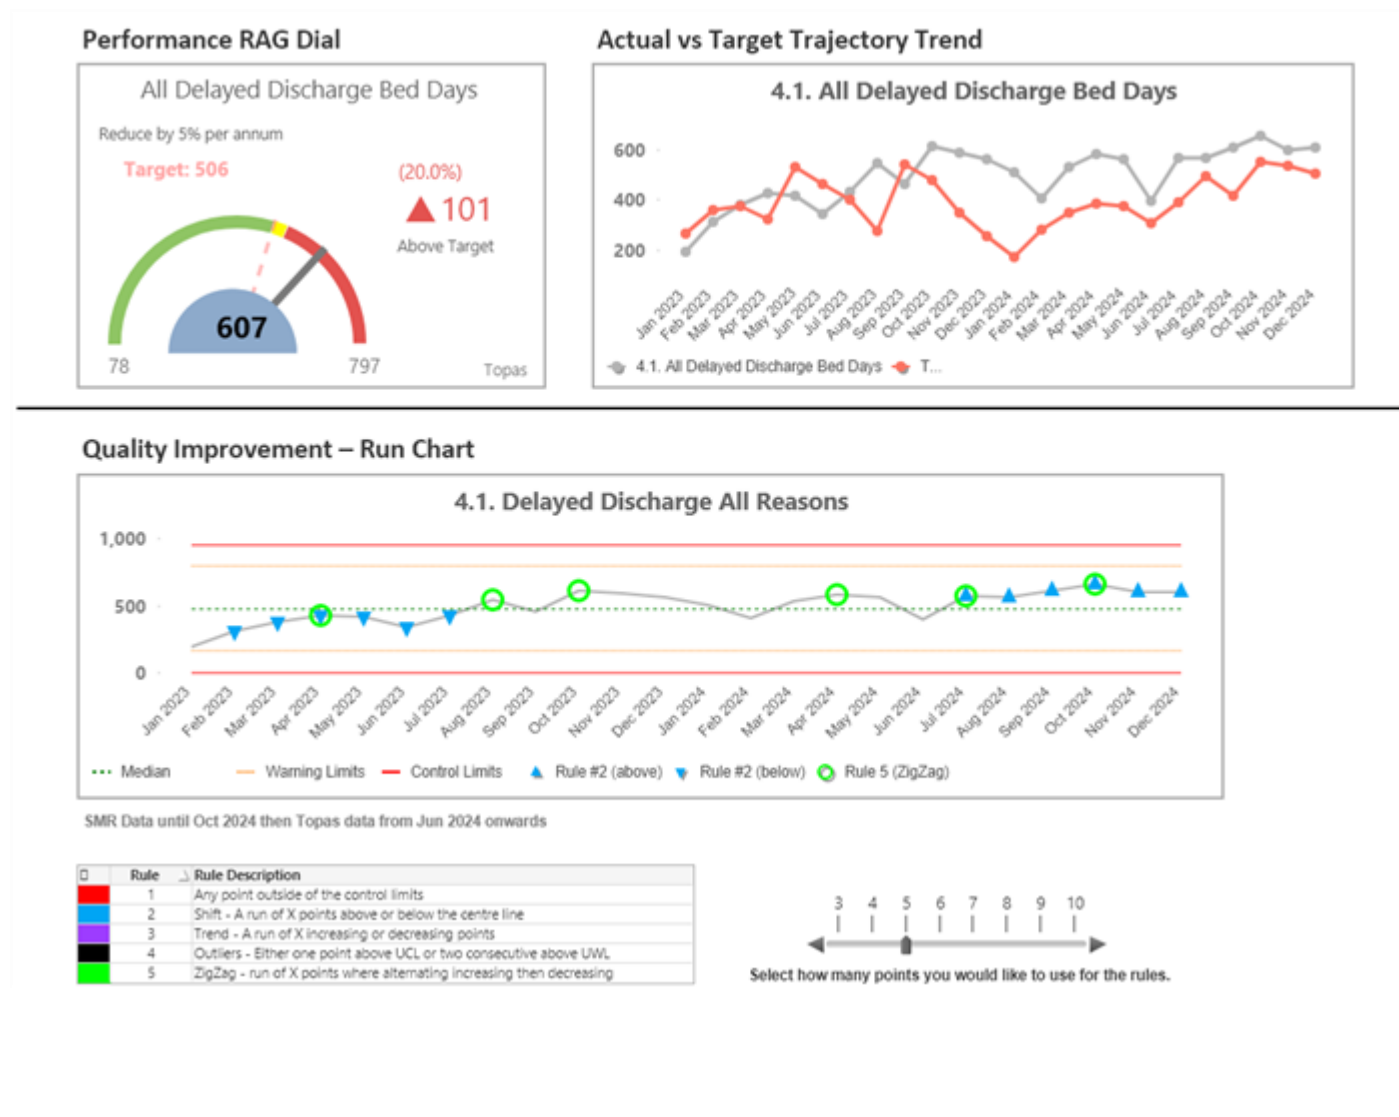 Performance RAG Dial
All Delayed Discharge Bed Days
Reduce by 5% per annum
Target: 506
(20.0%)
101
Above Target
607
78
797
Topas
Actual vs Target Trajectory Trend
4.1. All Delayed Discharge Bed Days
600
400
200
Jan 2023
Feb 2023
Mar 2023
Apr 2023
May 2023
Jun 2023
Jul 2023
Aug 2023
Sep 2023
Oct 2023
Nov 2023
Dec 2023
Jan 2024
Feb 2024
Mar 2024
Apr 2024
May 2024
Jun 2024
Jul 2024
Aug 2024
Sep 2024
Oct 2024
Nov 2024
Dec 2024
4.1. All Delayed Discharge Bed Days T...
Quality Improvement – Run Chart
4.1. Delayed Discharge All Reasons
1,000
500
0
Jan 2023
Feb 2023
Mar 2023
Apr 2023
May 2023
Jun 2023
Jul 2023
Aug 2023
Sep 2023
Oct 2023
Nov 2023
Dec 2023
Jan 2024
Feb 2024
Mar 2024
Apr 2024
May 2024
Jun 2024
Jul 2024
Aug 2024
Sep 2024
Oct 2024
Nov 2024
Dec 2024
Median Warning Limits Control Limits Rule #2 (above) Rule #2 (below) Rule 5 (ZigZag)
SMR Data until Oct 2024 then Topas data from Jun 2024 onwards
Rule Rule Description
1 Any point outside of the control limits
2 Shift - A run of X points above or below the centre line
3 Trend - A run of X increasing or decreasing points
4 Outliers - Either one point above UCL or two consecutive above UWL
5 ZigZag - run of X points where alternating increasing then decreasing
3 4 5 6 7 8 9 10
Select how many points you would like to use for the rules.